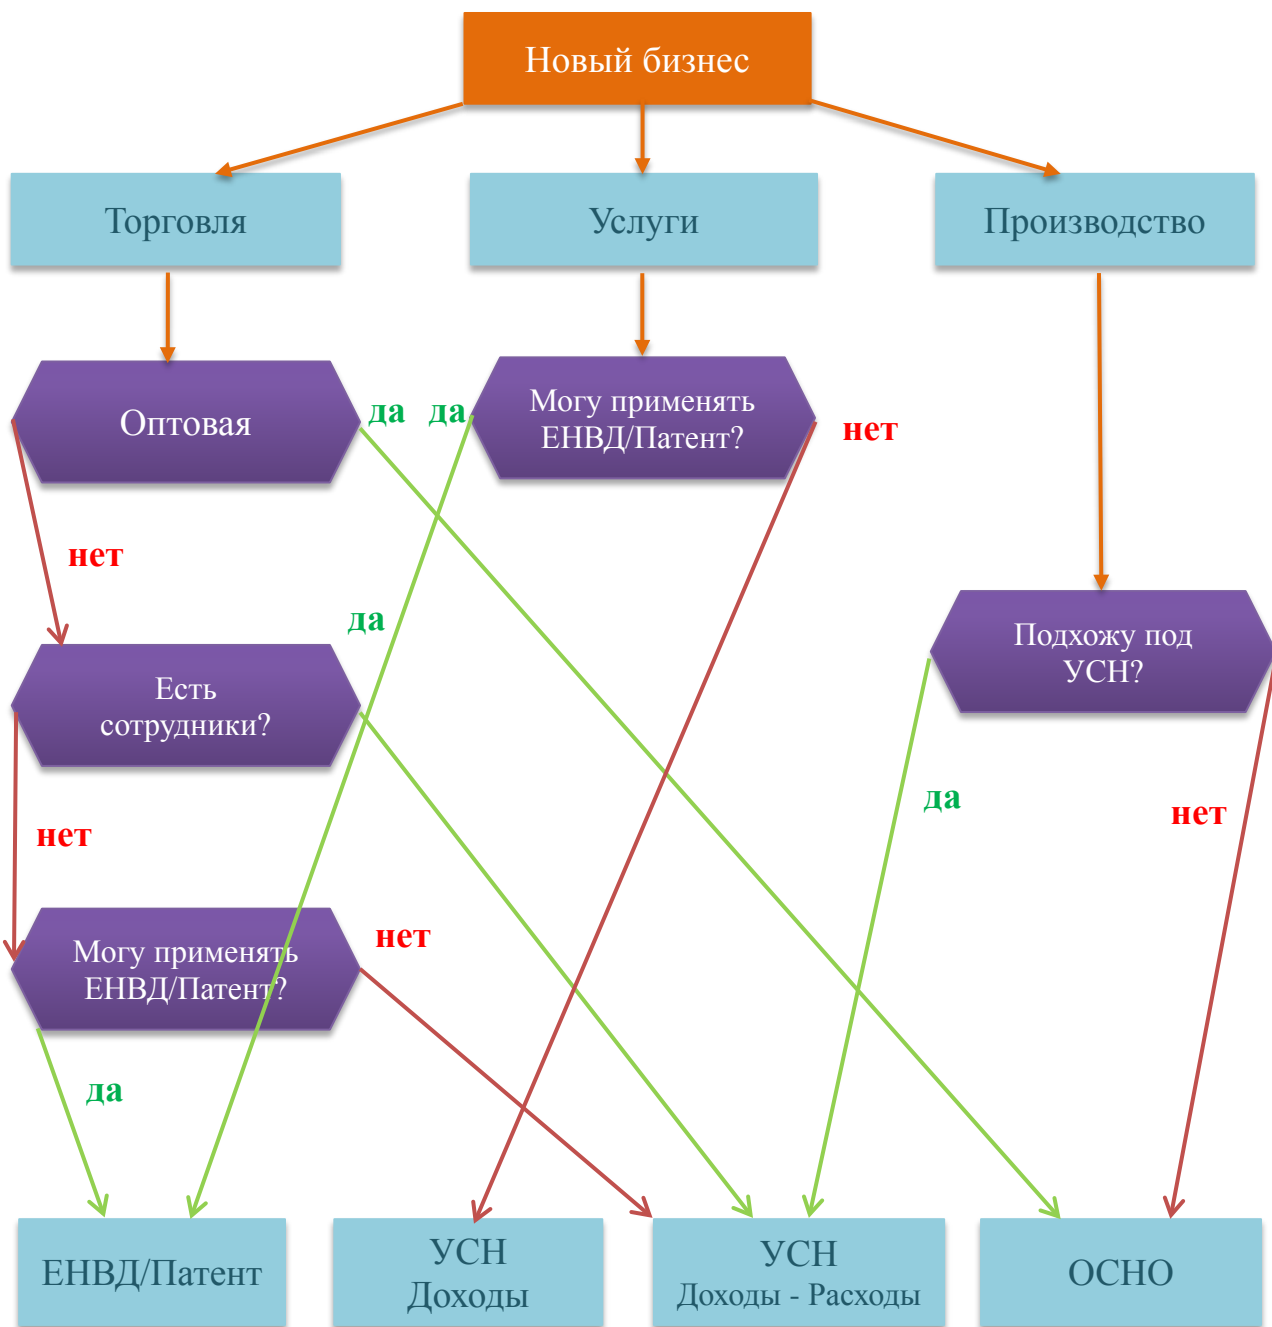 Новый бизнес
Торговля
Услуги
Производство
Оптовая
да
да
Могу применять
ЕНВД/Патент?
нет
нет
да
Подхожу под
УСН?
Есть
сотрудники?
да
нет
нет
Могу применять
ЕНВД/Патент?
нет
да
ЕНВД/Патент
УСН
Доходы
УСН
Доходы - Расходы
ОСНО